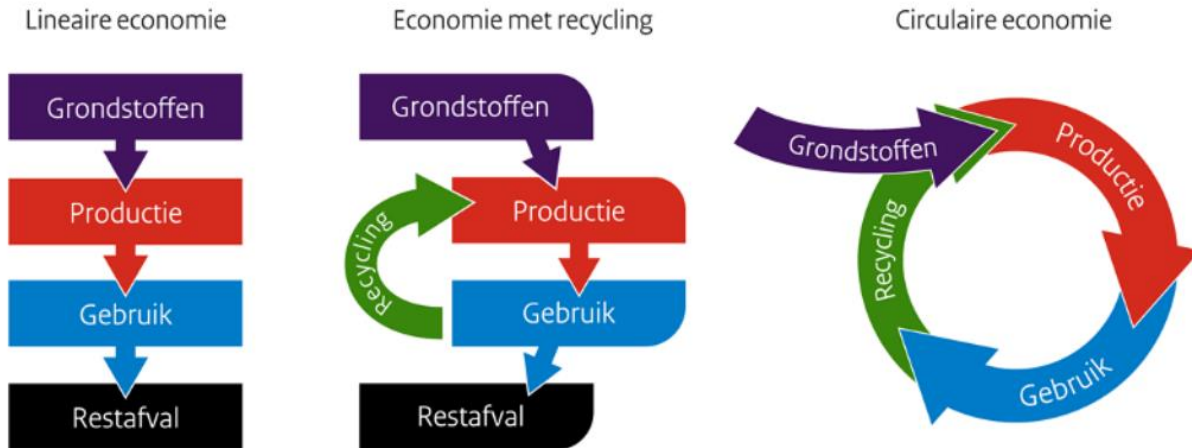 Lineaire economie
Grondstoffen
Productie
Gebruik
Restafval
Economie met recycling
Grondstoffen
Productie
Recycling
Gebruik
Restafval
Circulaire economie
Grondstoffen
Productie
Gebruik
Recycling